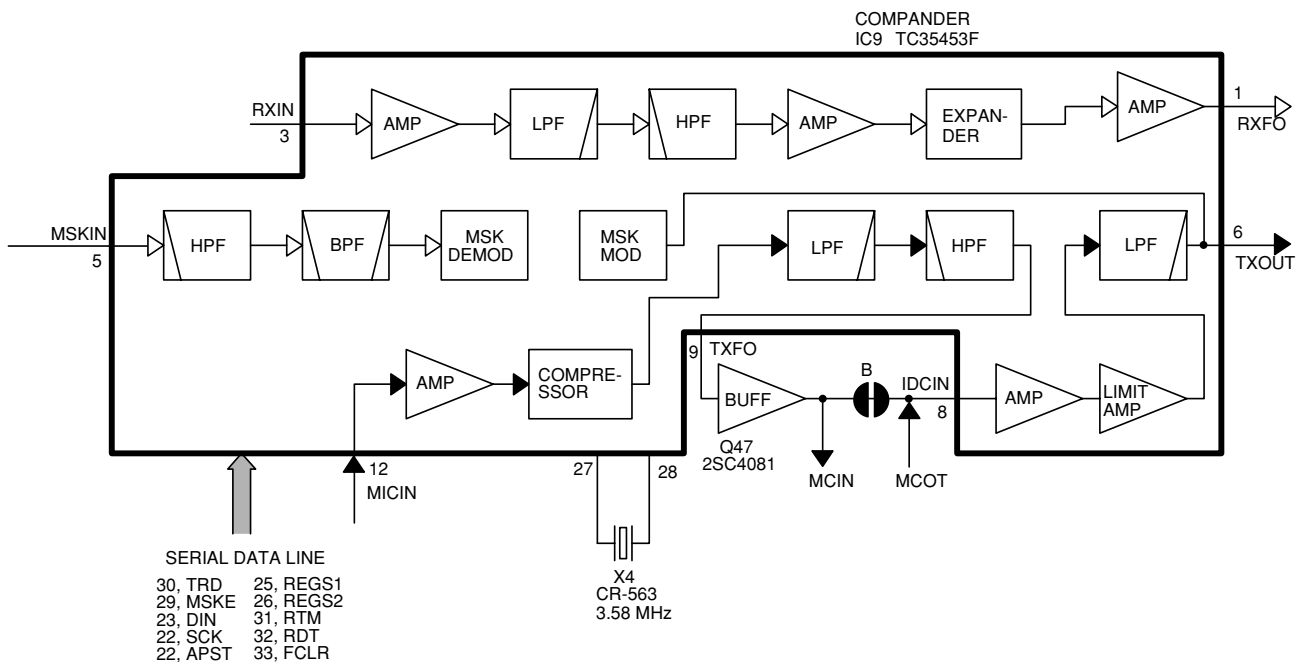 COMPANDER
IC9 TC35453F
RXIN
3
AMP
LPF
HPF
AMP
EXPAN-
DER
AMP
1
RXFO
MSKIN
5
HPF
BPF
MSK
DEMOD
MSK
MOD
LPF
HPF
LPF
6
TXOUT
AMP
COMPRE-
SSOR
9
TXFO
BUFF
Q47
2SC4081
B
IDCIN
8
AMP
LIMIT
AMP
MCIN
MCOT
12
MICIN
27
28
X4
CR-563
3.58 MHz
SERIAL DATA LINE
30, TRD 25, REGS1
29, MSKE 26, REGS2
23, DIN 31, RTM
22, SCK 32, RDT
22, APST 33, FCLR